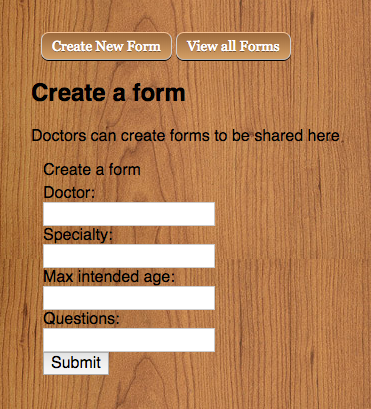 Create New Form View all Forms
Create a form
Doctors can create forms to be shared here.
Create a form
Doctor:
Specialty:
Max intended age:
Questions:
Submit